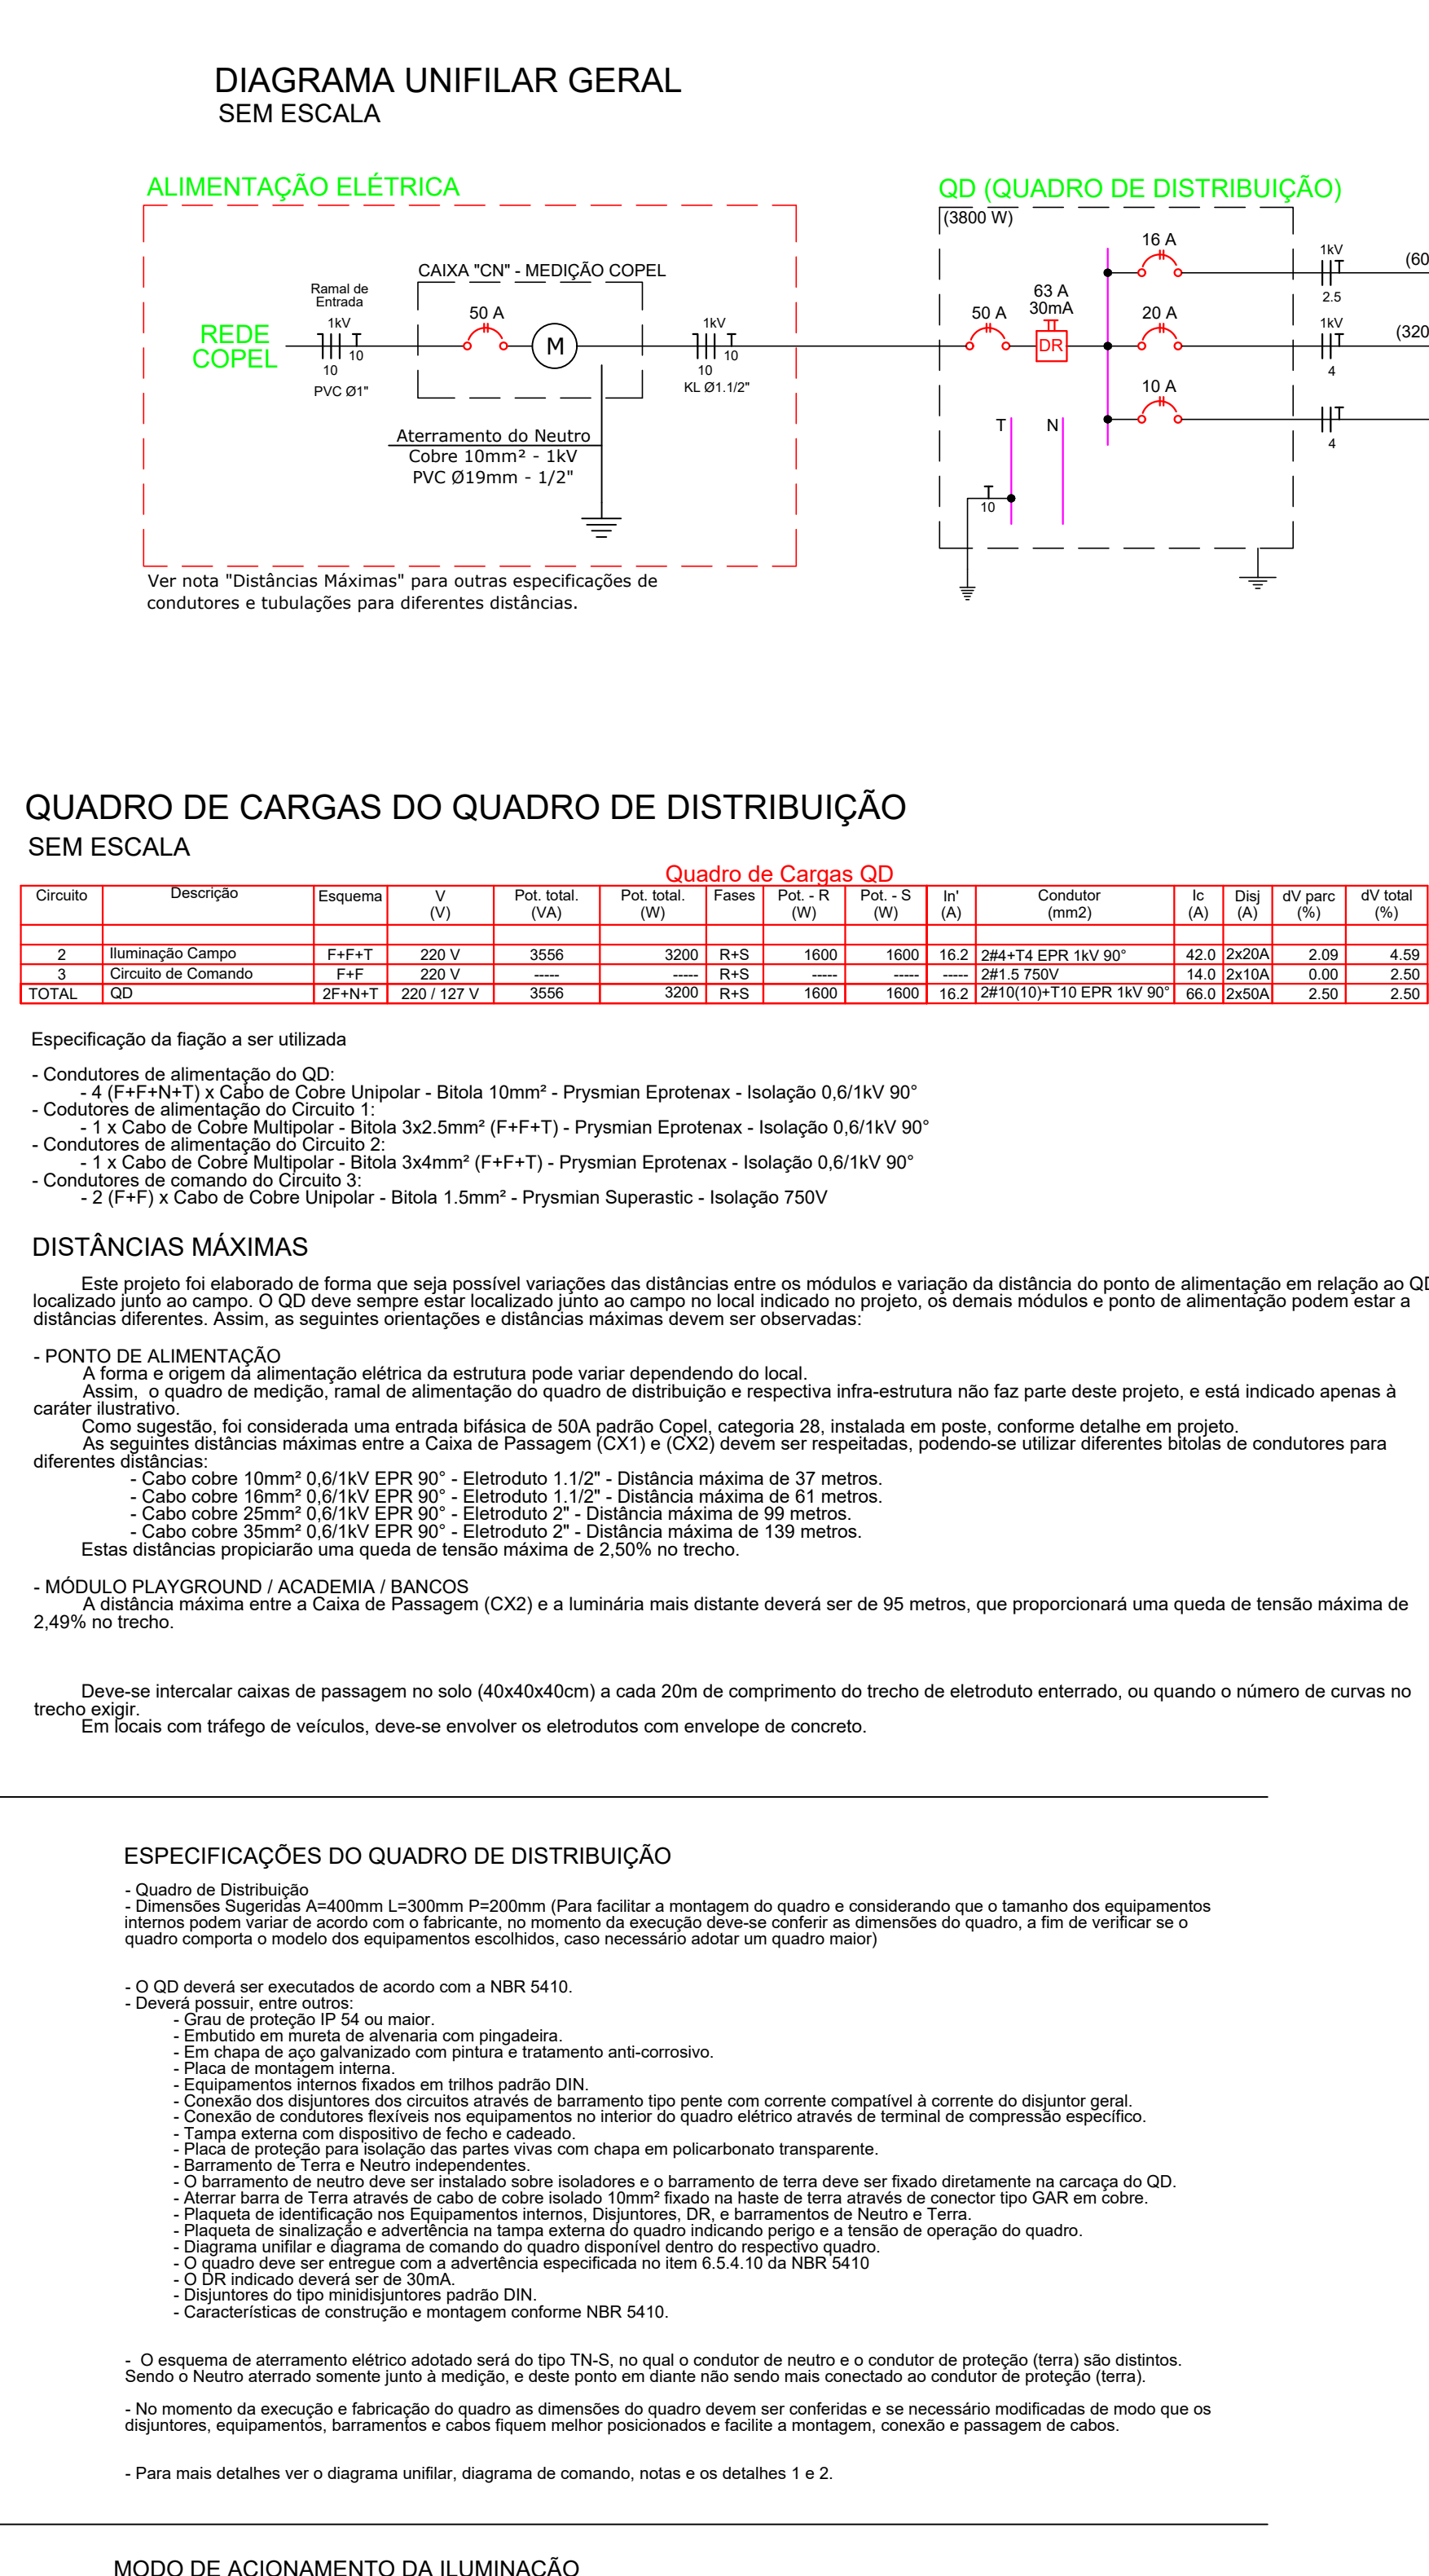 DIAGRAMA UNIFILAR GERAL
SEM ESCALA
ALIMENTAÇÃO ELÉTRICA
QD (QUADRO DE DISTRIBUIÇÃO)
(3800 W)
CAIXA "CN" - MEDIÇÃO COPEL
Ramal de
Entrada
1kV
10
10
PVC Ø1"
REDE
COPEL
50 A
M
1kV
10
10
KL Ø1.1/2"
Aterramento do Neutro
Cobre 10mm² - 1kV
PVC Ø19mm - 1/2"
50 A
63 A
30mA
DR
16 A
20 A
10 A
T
N
10
1kV
2.5
(60
1kV
4
(320
4
Ver nota "Distâncias Máximas" para outras especificações de
condutores e tubulações para diferentes distâncias.
QUADRO DE CARGAS DO QUADRO DE DISTRIBUIÇÃO
SEM ESCALA
Quadro de Cargas QD
Circuito Descrição Esquema V (V) Pot. total. (VA) Pot. total. (W) Fases Pot. - R (W) Pot. - S (W) In' (A) Condutor (mm2) Ic (A) Disj (A) dV parc (%) dV total (%)
2 Iluminação Campo F+F+T 220 V 3556 3200 R+S 1600 1600 16.2 2#4+T4 EPR 1kV 90° 42.0 2x20A 2.09 4.59
3 Circuito de Comando F+F 220 V ----- ----- R+S ----- ----- ----- 2#1.5 750V 14.0 2x10A 0.00 2.50
TOTAL QD 2F+N+T 220 / 127 V 3556 3200 R+S 1600 1600 16.2 2#10(10)+T10 EPR 1kV 90° 66.0 2x50A 2.50 2.50
Especificação da fiação a ser utilizada
- Condutores de alimentação do QD:
- 4 (F+F+N+T) x Cabo de Cobre Unipolar - Bitola 10mm² - Prysmian Eprotenax - Isolação 0,6/1kV 90°
- Codutores de alimentação do Circuito 1:
- 1 x Cabo de Cobre Multipolar - Bitola 3x2.5mm² (F+F+T) - Prysmian Eprotenax - Isolação 0,6/1kV 90°
- Condutores de alimentação do Circuito 2:
- 1 x Cabo de Cobre Multipolar - Bitola 3x4mm² (F+F+T) - Prysmian Eprotenax - Isolação 0,6/1kV 90°
- Condutores de comando do Circuito 3:
- 2 (F+F) x Cabo de Cobre Unipolar - Bitola 1.5mm² - Prysmian Superastic - Isolação 750V
DISTÂNCIAS MÁXIMAS
Este projeto foi elaborado de forma que seja possível variações das distâncias entre os módulos e variação da distância do ponto de alimentação em relação ao QD
localizado junto ao campo. O QD deve sempre estar localizado junto ao campo no local indicado no projeto, os demais módulos e ponto de alimentação podem estar a
distâncias diferentes. Assim, as seguintes orientações e distâncias máximas devem ser observadas:
- PONTO DE ALIMENTAÇÃO
A forma e origem da alimentação elétrica da estrutura pode variar dependendo do local.
Assim, o quadro de medição, ramal de alimentação do quadro de distribuição e respectiva infra-estrutura não faz parte deste projeto, e está indicado apenas à
caráter ilustrativo.
Como sugestão, foi considerada uma entrada bifásica de 50A padrão Copel, categoria 28, instalada em poste, conforme detalhe em projeto.
As seguintes distâncias máximas entre a Caixa de Passagem (CX1) e (CX2) devem ser respeitadas, podendo-se utilizar diferentes bitolas de condutores para
diferentes distâncias:
- Cabo cobre 10mm² 0,6/1kV EPR 90° - Eletroduto 1.1/2" - Distância máxima de 37 metros.
- Cabo cobre 16mm² 0,6/1kV EPR 90° - Eletroduto 1.1/2" - Distância máxima de 61 metros.
- Cabo cobre 25mm² 0,6/1kV EPR 90° - Eletroduto 2" - Distância máxima de 99 metros.
- Cabo cobre 35mm² 0,6/1kV EPR 90° - Eletroduto 2" - Distância máxima de 139 metros.
Estas distâncias propiciarão uma queda de tensão máxima de 2,50% no trecho.
- MÓDULO PLAYGROUND / ACADEMIA / BANCOS
A distância máxima entre a Caixa de Passagem (CX2) e a luminária mais distante deverá ser de 95 metros, que proporcionará uma queda de tensão máxima de
2,49% no trecho.
Deve-se intercalar caixas de passagem no solo (40x40x40cm) a cada 20m de comprimento do trecho de eletroduto enterrado, ou quando o número de curvas no
trecho exigir.
Em locais com tráfego de veículos, deve-se envolver os eletrodutos com envelope de concreto.
ESPECIFICAÇÕES DO QUADRO DE DISTRIBUIÇÃO
- Quadro de Distribuição
- Dimensões Sugeridas A=400mm L=300mm P=200mm (Para facilitar a montagem do quadro e considerando que o tamanho dos equipamentos
internos podem variar de acordo com o fabricante, no momento da execução deve-se conferir as dimensões do quadro, a fim de verificar se o
quadro comporta o modelo dos equipamentos escolhidos, caso necessário adotar um quadro maior)
- O QD deverá ser executados de acordo com a NBR 5410.
- Deverá possuir, entre outros:
- Grau de proteção IP 54 ou maior.
- Embutido em mureta de alvenaria com pingadeira.
- Em chapa de aço galvanizado com pintura e tratamento anti-corrosivo.
- Placa de montagem interna.
- Equipamentos internos fixados em trilhos padrão DIN.
- Conexão dos disjuntores dos circuitos através de barramento tipo pente com corrente compatível à corrente do disjuntor geral.
- Conexão de condutores flexíveis nos equipamentos no interior do quadro elétrico através de terminal de compressão específico.
- Tampa externa com dispositivo de fecho e cadeado.
- Placa de proteção para isolação das partes vivas com chapa em policarbonato transparente.
- Barramento de Terra e Neutro independentes.
- O barramento de neutro deve ser instalado sobre isoladores e o barramento de terra deve ser fixado diretamente na carcaça do QD.
- Aterrar barra de Terra através de cabo de cobre isolado 10mm² fixado na haste de terra através de conector tipo GAR em cobre.
- Plaqueta de identificação nos Equipamentos internos, Disjuntores, DR, e barramentos de Neutro e Terra.
- Plaqueta de sinalização e advertência na tampa externa do quadro indicando perigo e a tensão de operação do quadro.
- Diagrama unifilar e diagrama de comando do quadro disponível dentro do respectivo quadro.
- O quadro deve ser entregue com a advertência especificada no item 6.5.4.10 da NBR 5410
- O DR indicado deverá ser de 30mA.
- Disjuntores do tipo minidisjuntores padrão DIN.
- Características de construção e montagem conforme NBR 5410.
- O esquema de aterramento elétrico adotado será do tipo TN-S, no qual o condutor de neutro e o condutor de proteção (terra) são distintos.
Sendo o Neutro aterrado somente junto à medição, e deste ponto em diante não sendo mais conectado ao condutor de proteção (terra).
- No momento da execução e fabricação do quadro as dimensões do quadro devem ser conferidas e se necessário modificadas de modo que os
disjuntores, equipamentos, barramentos e cabos fiquem melhor posicionados e facilite a montagem, conexão e passagem de cabos.
- Para mais detalhes ver o diagrama unifilar, diagrama de comando, notas e os detalhes 1 e 2.
MODO DE ACIONAMENTO DA ILUMINAÇÃO